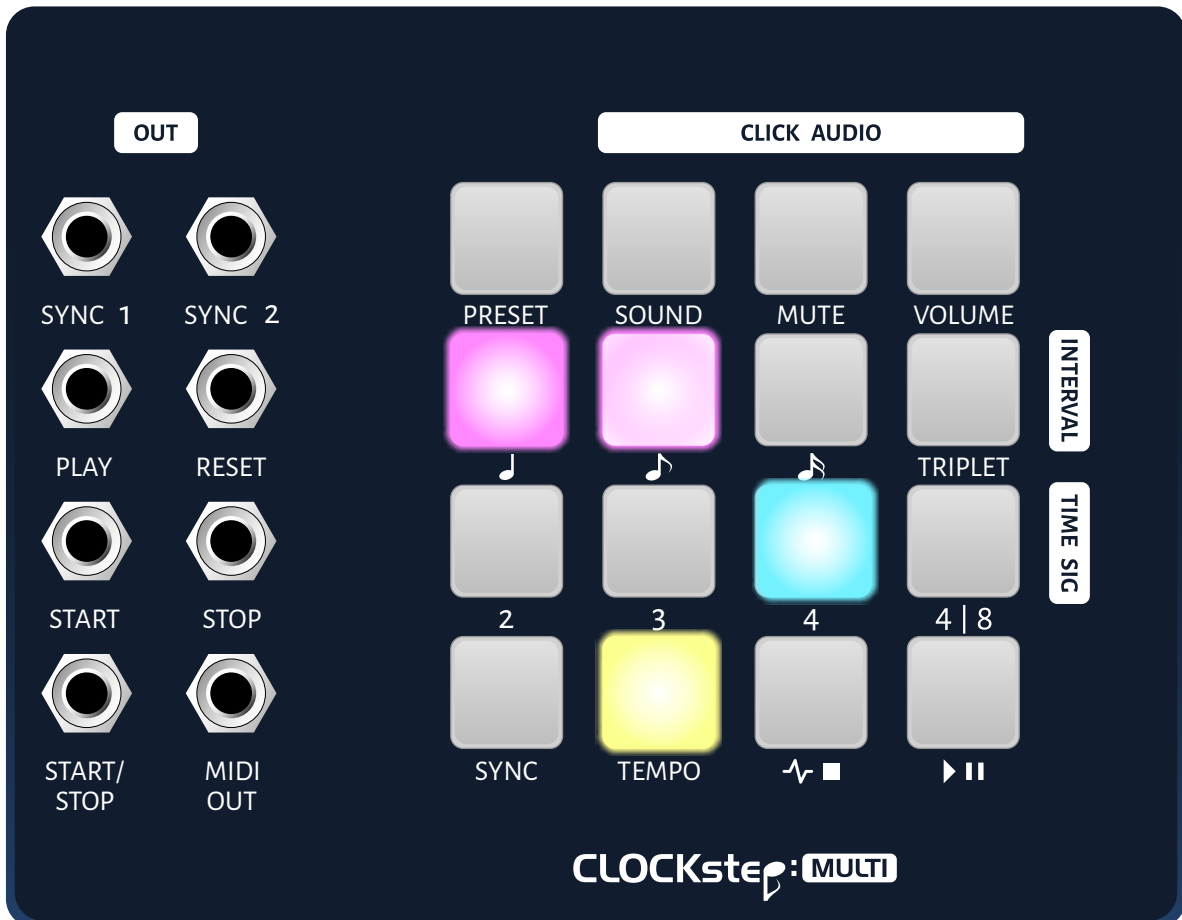 OUT
CLICK AUDIO
SYNC 1
SYNC 2
PRESET
SOUND
MUTE
VOLUME
INTERVAL
PLAY
RESET
TRIPLET
TIME SIG
START
STOP
2
3
4
4 | 8
START/
STOP
MIDI
OUT
SYNC
TEMPO
CLOCKstep:MULTI